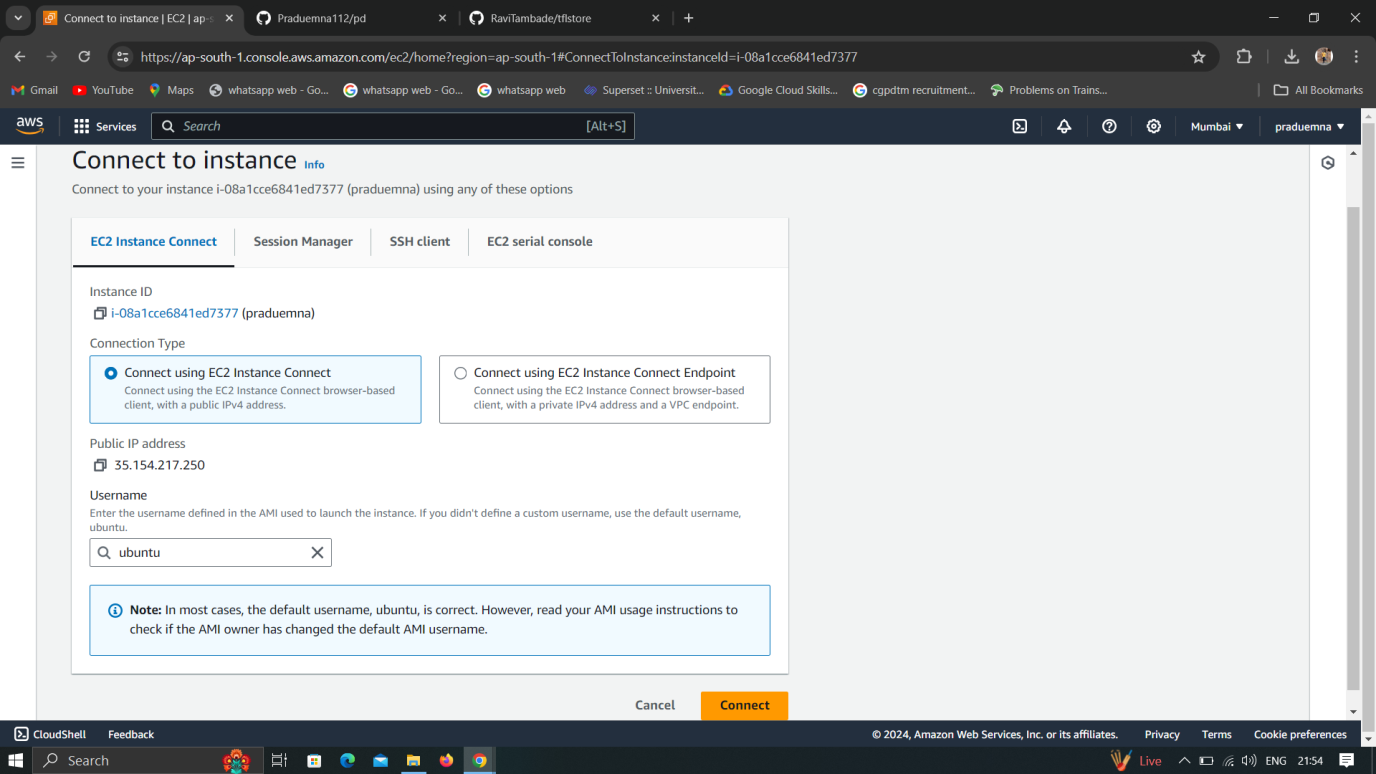 Connect to instance | EC2 | ap-s
Praduemna112/pd
RaviTambade/tflstore
https://ap-south-1.console.aws.amazon.com/ec2/home?region=ap-south-1#ConnectToInstance:instanceId=i-08a1cce6841ed7377
Gmail
YouTube
Maps
whatsapp web - Go...
whatsapp web - Go...
whatsapp web
Superset :: Universit...
Google Cloud Skills...
cgpdtm recruitment...
Problems on Trains...
All Bookmarks
aws
Services
Search
[Alt+S]
Mumbai
praduemna
Connect to instance Info
Connect to your instance i-08a1cce6841ed7377 (praduemna) using any of these options
EC2 Instance Connect
Session Manager
SSH client
EC2 serial console
Instance ID
i-08a1cce6841ed7377 (praduemna)
Connection Type
Connect using EC2 Instance Connect
Connect using the EC2 Instance Connect browser-based
client, with a public IPv4 address.
Connect using EC2 Instance Connect Endpoint
Connect using the EC2 Instance Connect browser-based
client, with a private IPv4 address and a VPC endpoint.
Public IP address
35.154.217.250
Username
Enter the username defined in the AMI used to launch the instance. If you didn't define a custom username, use the default username,
ubuntu.
ubuntu
Note: In most cases, the default username, ubuntu, is correct. However, read your AMI usage instructions to
check if the AMI owner has changed the default AMI username.
Cancel
Connect
CloudShell
Feedback
© 2024, Amazon Web Services, Inc. or its affiliates.
Privacy
Terms
Cookie preferences
Search
Live
ENG
21:54